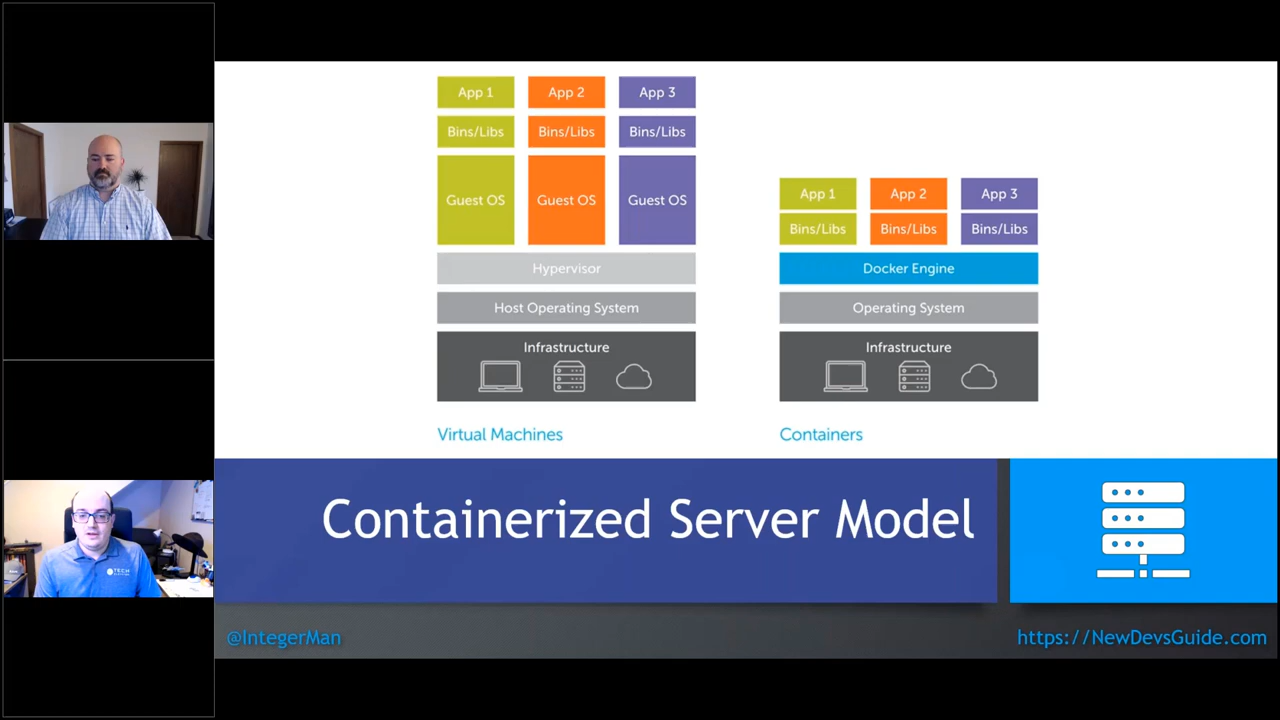 App 1 App 2 App 3
Bins/Libs Bins/Libs Bins/Libs
Guest OS Guest OS Guest OS
Hypervisor
Host Operating System
Infrastructure
Virtual Machines
App 1 App 2 App 3
Bins/Libs Bins/Libs Bins/Libs
Docker Engine
Operating System
Infrastructure
Containers
Containerized Server Model
@IntegerMan
https://NewDevsGuide.com
TECH